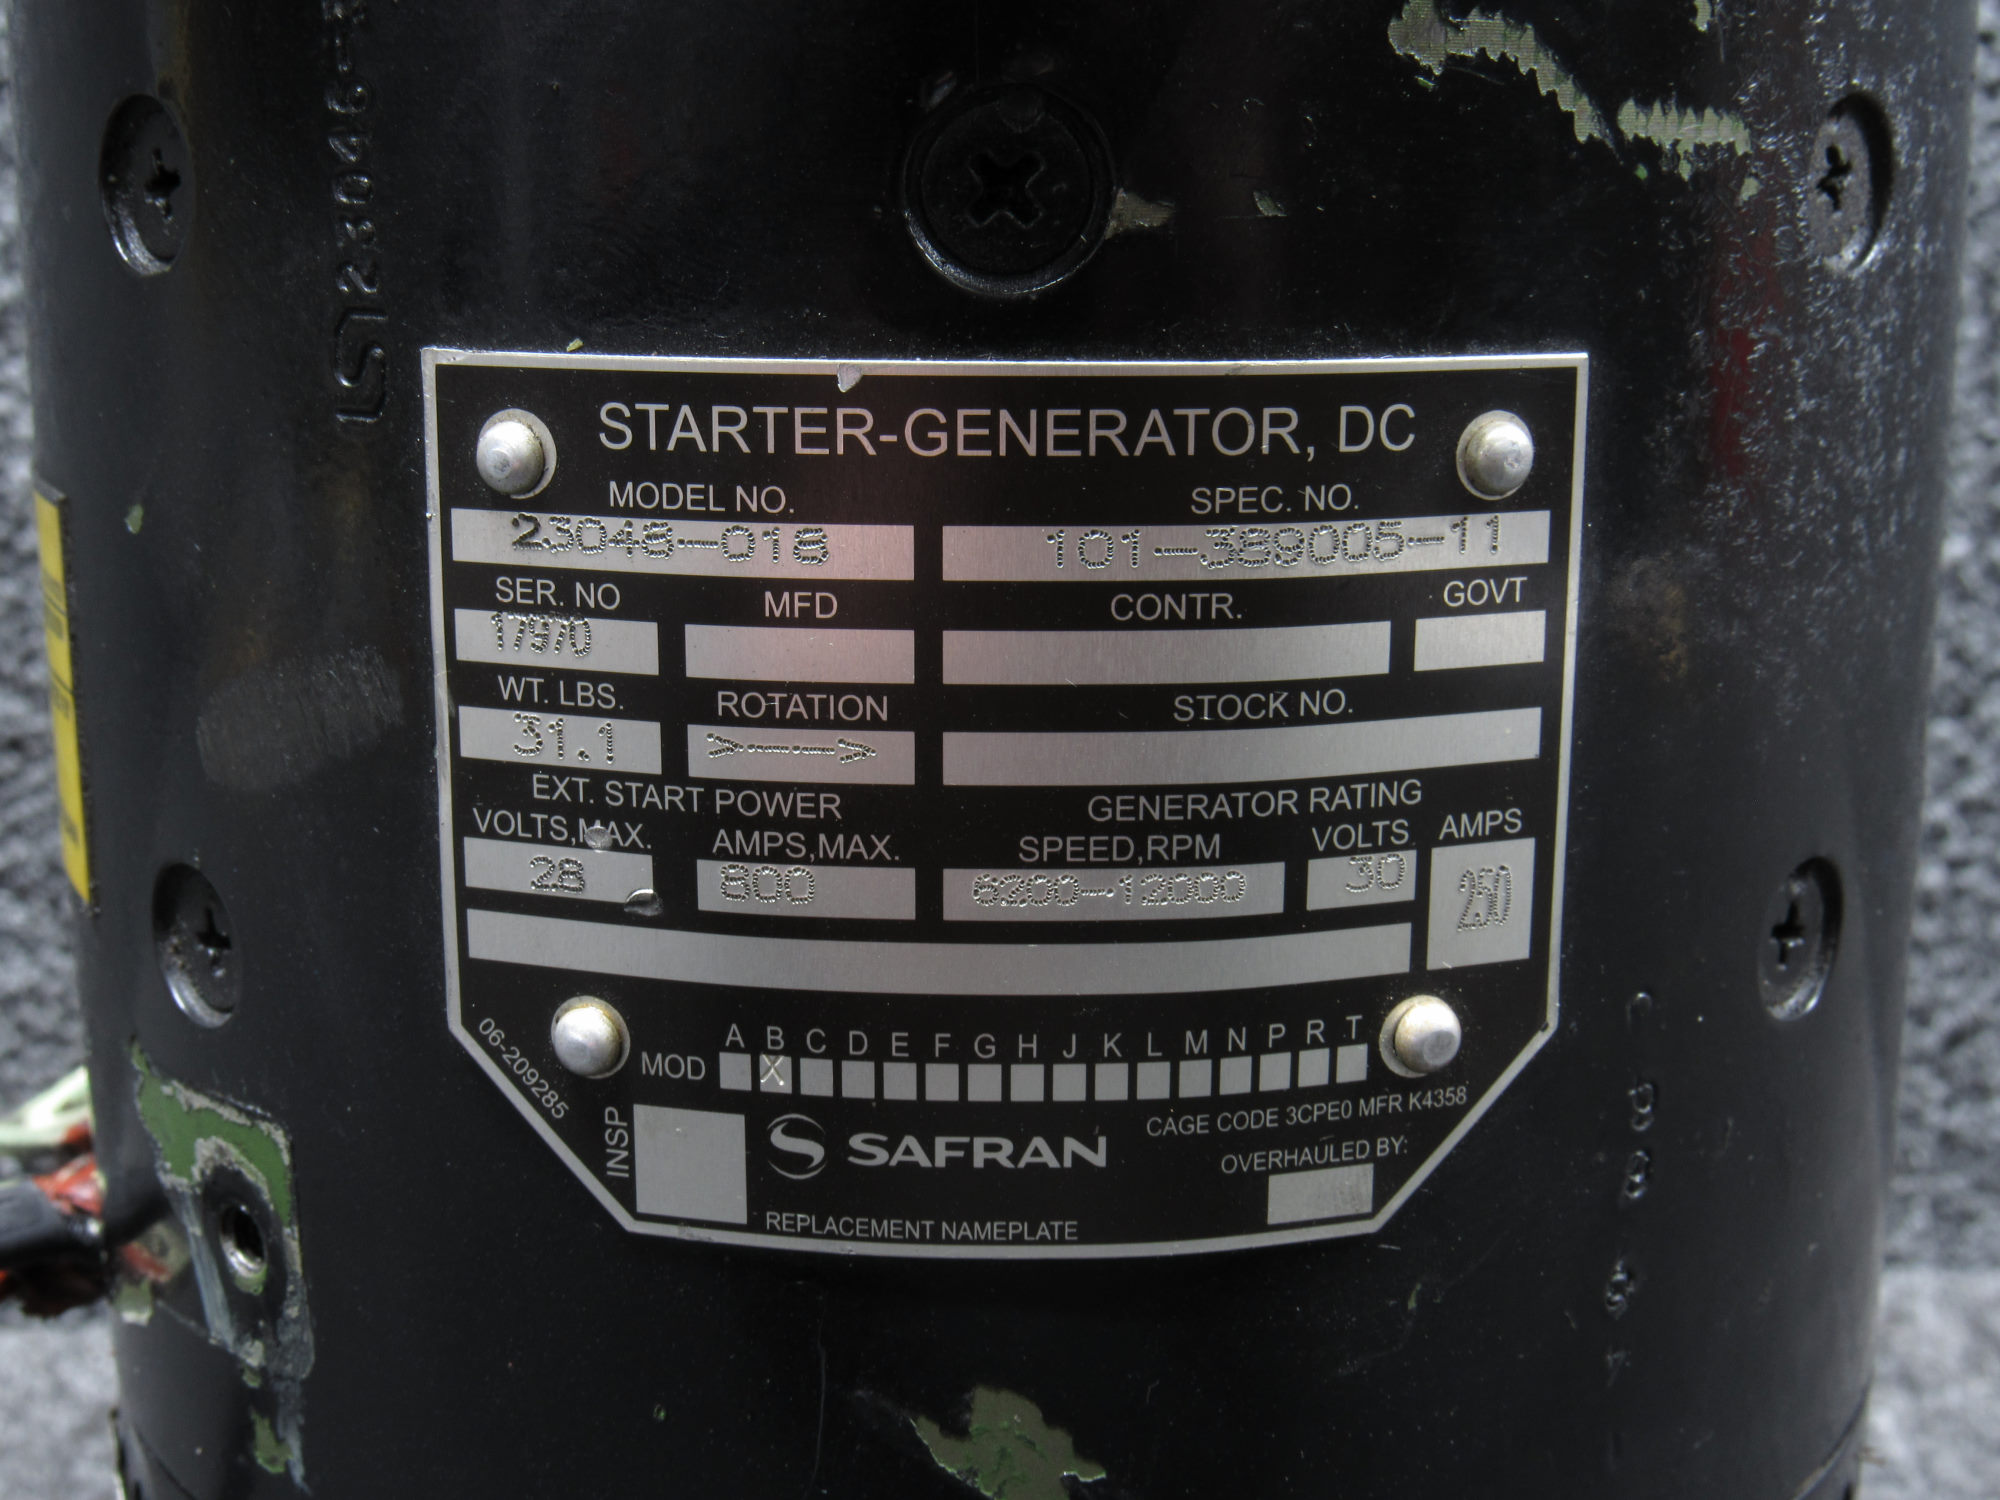 LS23046-
STARTER-GENERATOR, DC
MODEL NO. SPEC. NO.
23048-018 101-389005-11
SER. NO MFD CONTR. GOVT
17970
WT. LBS. ROTATION STOCK NO.
31.1 >--->
EXT. START POWER GENERATOR RATING
VOLTS,MAX. AMPS,MAX. SPEED,RPM VOLTS AMPS
28 800 6200-12000 30 250
A B C D E F G H J K L M N P R T
MOD X
06-209285
INSP
SAFRAN
CAGE CODE 3CPE0 MFR K4358
OVERHAULED BY:
REPLACEMENT NAMEPLATE